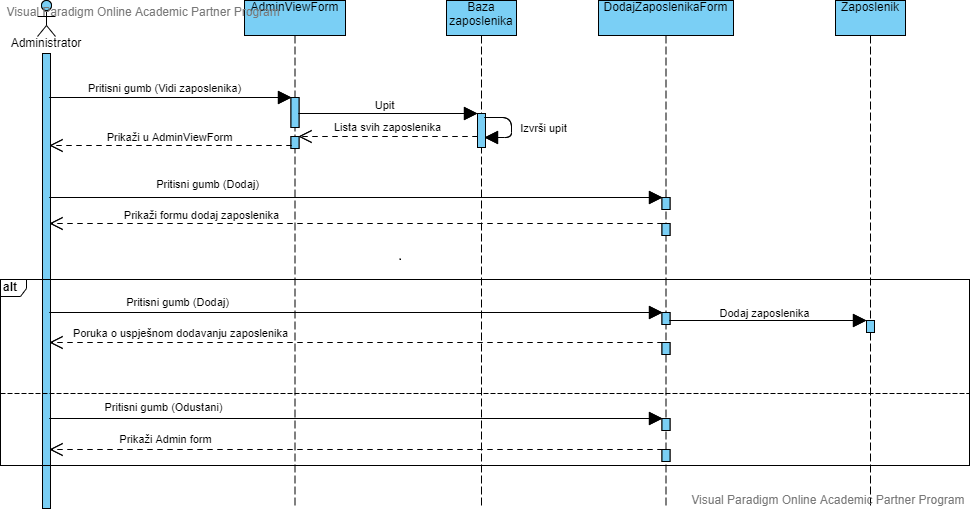 Visual Paradigm Online Academic Partner Program
Administrator
AdminViewForm
Baza
zaposlenika
DodajZaposlenikaForm
Zaposlenik
Pritisni gumb (Vidi zaposlenika)
Upit
Izvrši upit
Lista svih zaposlenika
Prikaži u AdminViewForm
Pritisni gumb (Dodaj)
Prikaži formu dodaj zaposlenika
.
alt
Pritisni gumb (Dodaj)
Dodaj zaposlenika
Poruka o uspješnom dodavanju zaposlenika
Pritisni gumb (Odustani)
Prikaži Admin form
Visual Paradigm Online Academic Partner Program